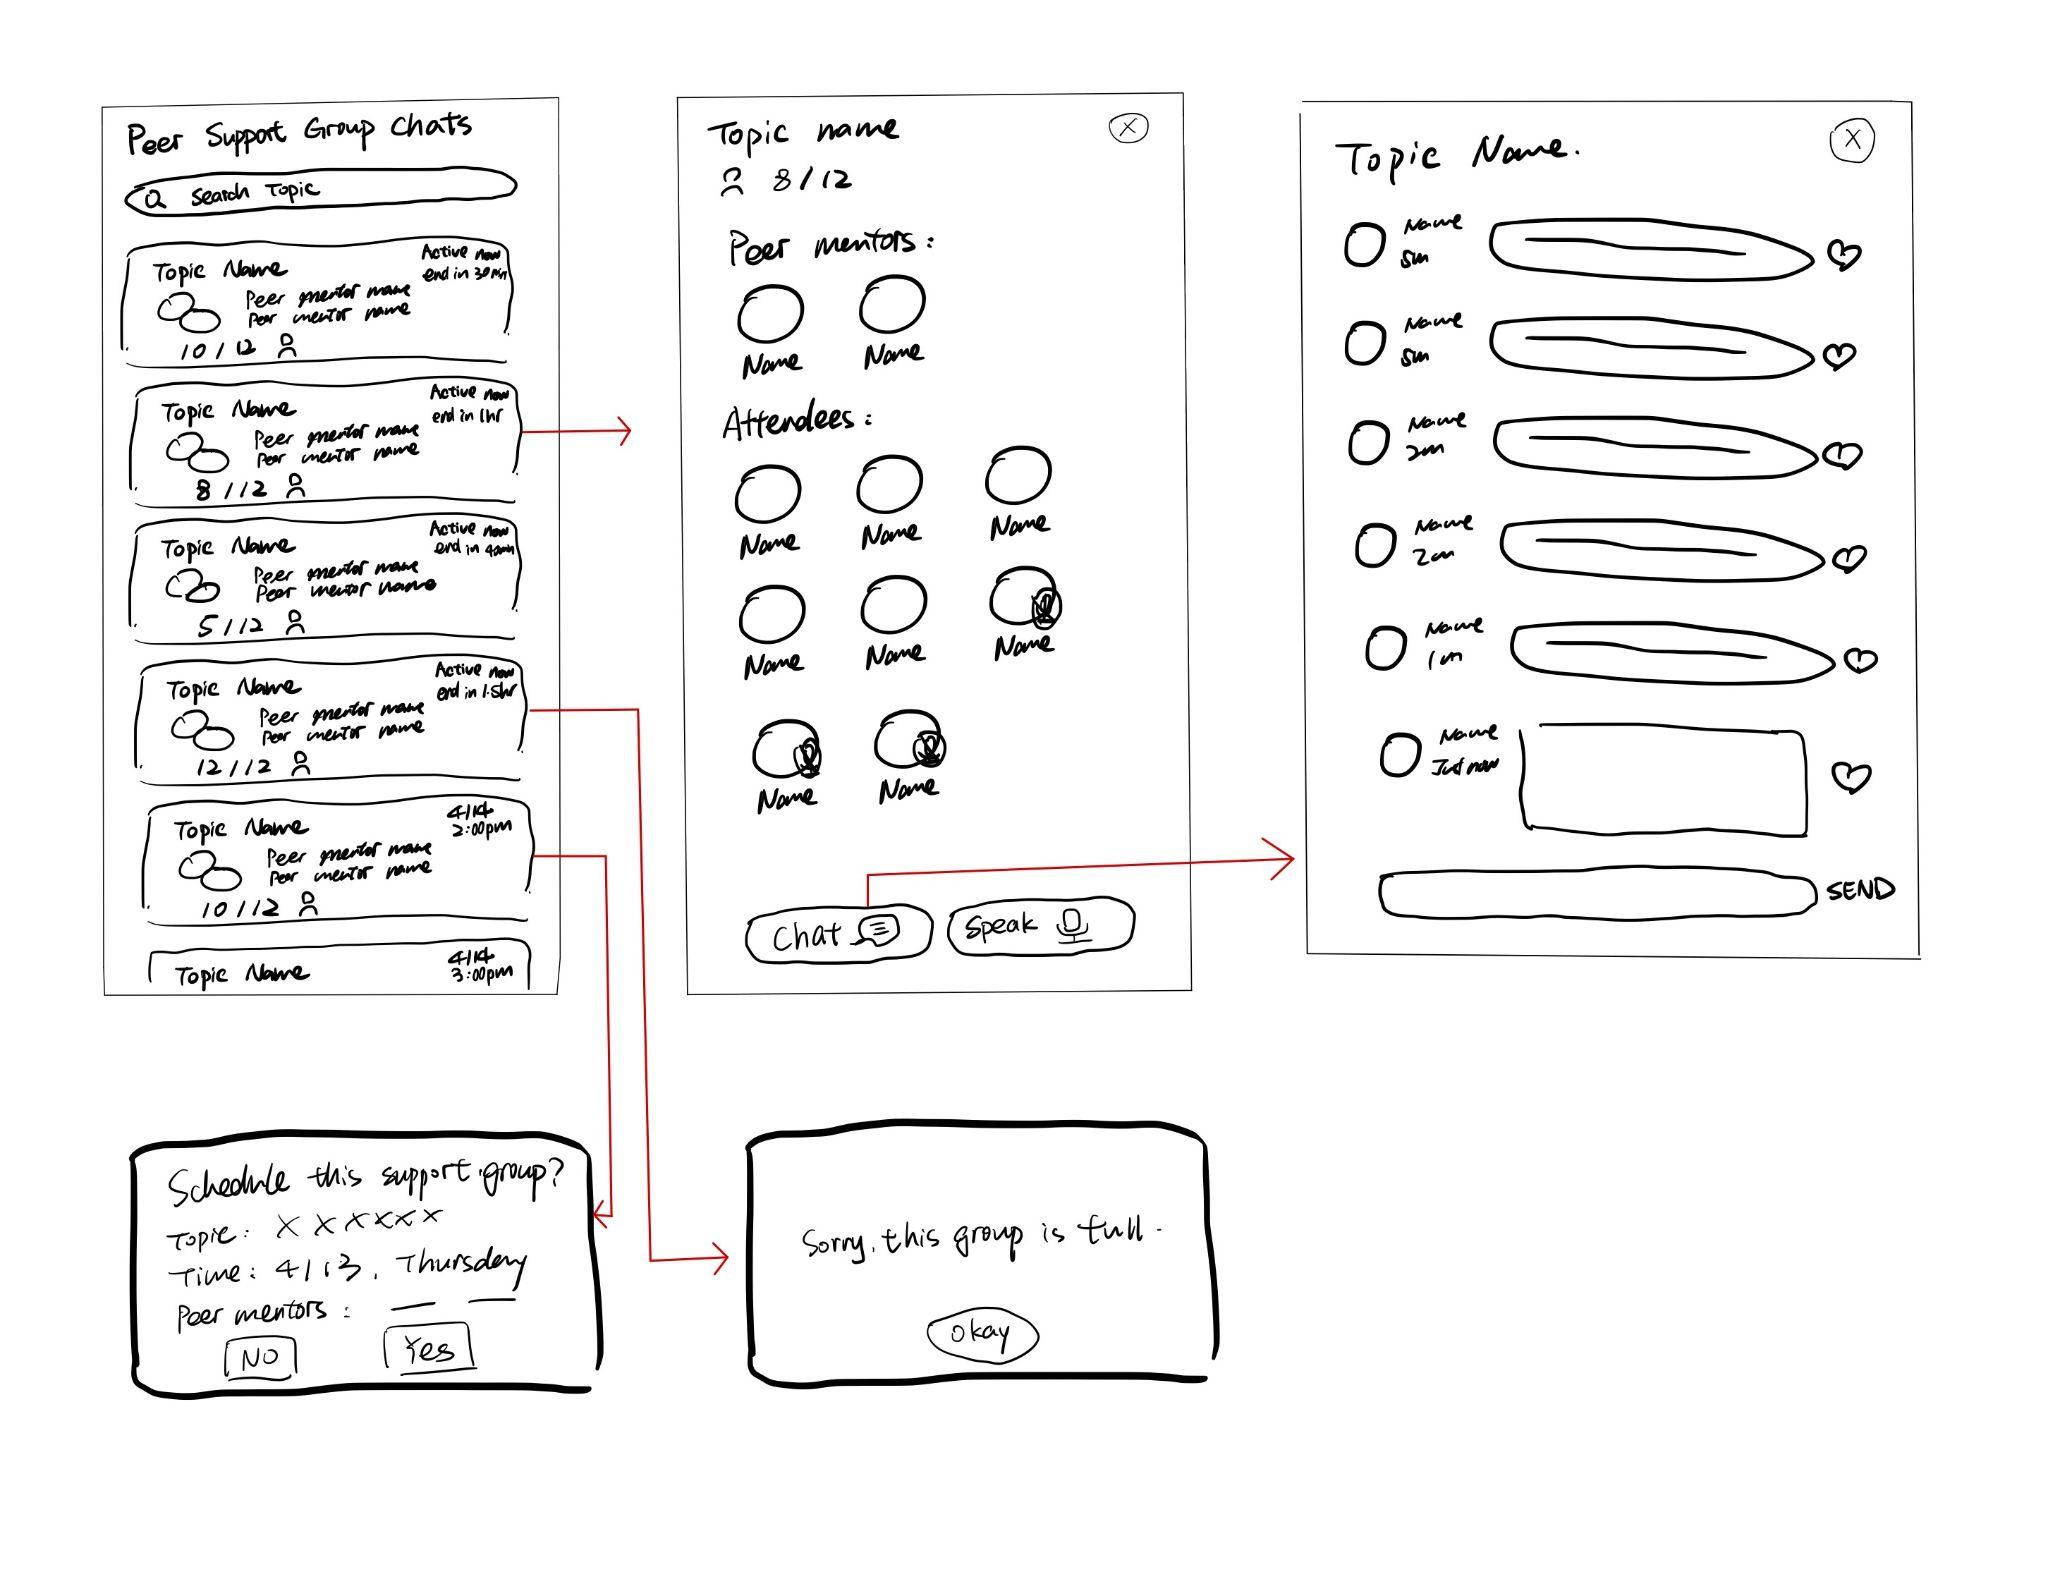 Peer Support Group Chats
Search Topic
Topic Name
Active now
end in 30min
Peer mentor name
Peer mentor name
10/12
Topic Name
Active now
end in 1hr
Peer mentor name
Peer mentor name
8/12
Topic Name
Active now
end in 40min
Peer mentor name
Peer mentor name
5/12
Topic Name
Active now
end in 1.5hr
Peer mentor name
Peer mentor name
12/12
Topic Name
4/14
2:00pm
Peer mentor name
Peer mentor name
10/12
Topic Name
4/14
3:00pm
Topic name
X
8/12
Peer mentors:
Name Name
Attendees:
Name Name Name
Name Name Name
Name Name
Chat Speak
Topic Name.
X
Name
5m
Name
5m
Name
2m
Name
2m
Name
1m
Name
Just now
SEND
Schedule this support group?
Topic: XXXXXX
Time: 4/13, Thursday
Peer mentors:
NO Yes
Sorry, this group is full.
okay